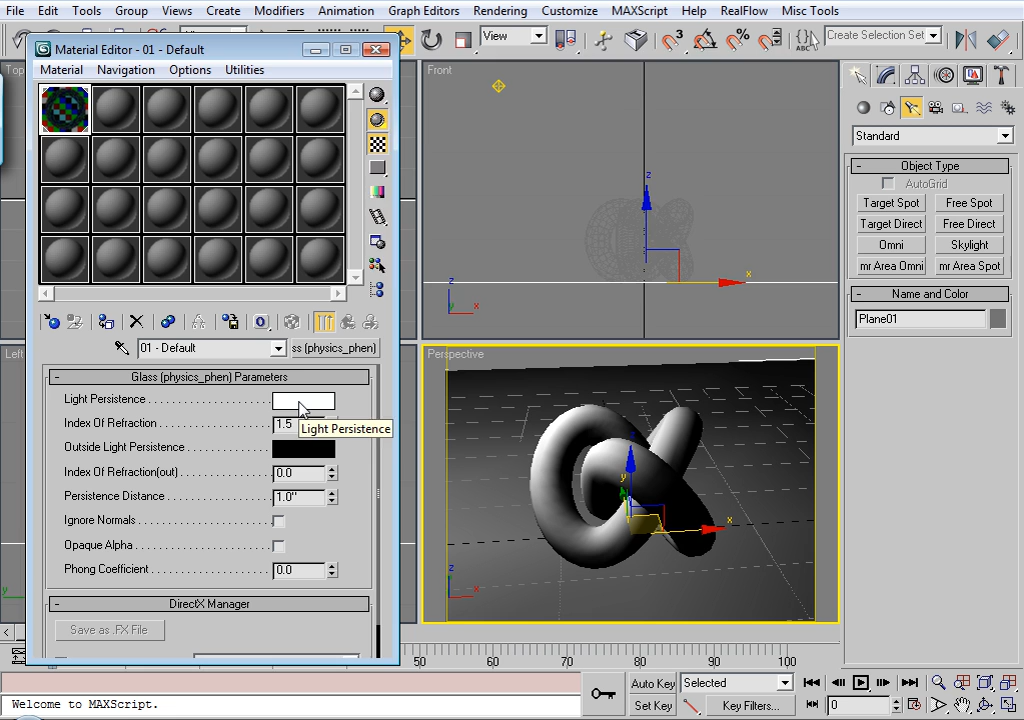 File Edit Tools Group Views Create Modifiers Animation Graph Editors Rendering Customize MAXScript Help RealFlow Misc Tools
Material Editor - 01 - Default
View
3
ABC
Create Selection Set
Material Navigation Options Utilities
Top
Front
Standard
- Object Type
AutoGrid
Target Spot Free Spot
Target Direct Free Direct
Omni Skylight
mr Area Omni mr Area Spot
- Name and Color
Plane01
z
x
z
y x
01 - Default
ss (physics_phen)
Left
Perspective
- Glass (physics_phen) Parameters
Light Persistence
Index Of Refraction 1.5
Light Persistence
Outside Light Persistence
Index Of Refraction(out) 0.0
Persistence Distance 1.0"
Ignore Normals
Opaque Alpha
Phong Coefficient 0.0
y
x
z
x
y
- DirectX Manager
Save as .FX File
50 60 70 80 90 100
Auto Key Selected
Set Key Key Filters...
0
Welcome to MAXScript.